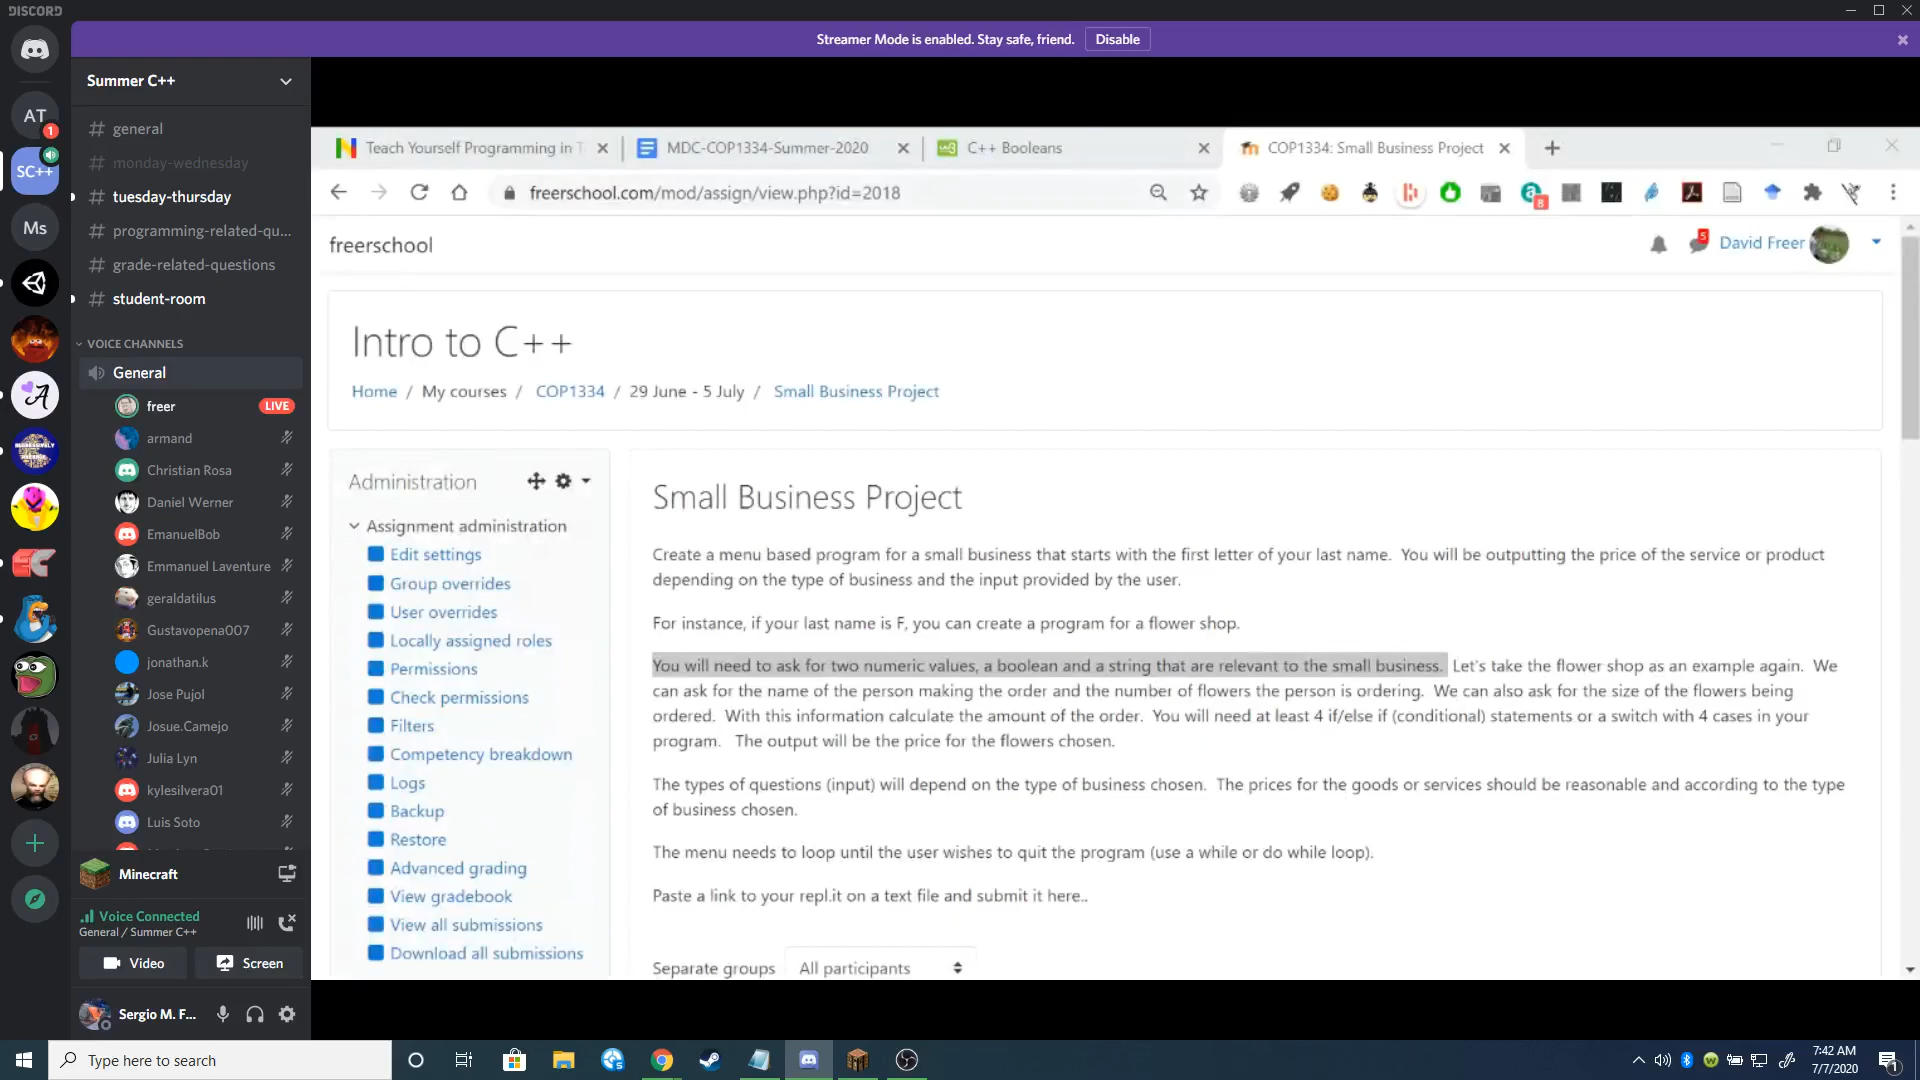 DISCORD
Streamer Mode is enabled. Stay safe, friend.
Disable
Summer C++
AT
1
SC++
Ms
general
monday-wednesday
tuesday-thursday
programming-related-qu...
grade-related-questions
student-room
VOICE CHANNELS
General
freer
LIVE
armand
Christian Rosa
Daniel Werner
EmanuelBob
Emmanuel Laventure
geraldatilus
Gustavopena007
jonathan.k
Jose Pujol
Josue.Camejo
Julia Lyn
kylesilvera01
Luis Soto
Minecraft
Voice Connected
General / Summer C++
Video
Screen
Sergio M. F...
Teach Yourself Programming in T
MDC-COP1334-Summer-2020
C++ Booleans
COP1334: Small Business Project
freerschool.com/mod/assign/view.php?id=2018
8
freerschool
5
David Freer
Intro to C++
Home / My courses / COP1334 / 29 June - 5 July / Small Business Project
Administration
Assignment administration
Edit settings
Group overrides
User overrides
Locally assigned roles
Permissions
Check permissions
Filters
Competency breakdown
Logs
Backup
Restore
Advanced grading
View gradebook
View all submissions
Download all submissions
Small Business Project
Create a menu based program for a small business that starts with the first letter of your last name. You will be outputting the price of the service or product
depending on the type of business and the input provided by the user.
For instance, if your last name is F, you can create a program for a flower shop.
You will need to ask for two numeric values, a boolean and a string that are relevant to the small business. Let's take the flower shop as an example again. We
can ask for the name of the person making the order and the number of flowers the person is ordering. We can also ask for the size of the flowers being
ordered. With this information calculate the amount of the order. You will need at least 4 if/else if (conditional) statements or a switch with 4 cases in your
program. The output will be the price for the flowers chosen.
The types of questions (input) will depend on the type of business chosen. The prices for the goods or services should be reasonable and according to the type
of business chosen.
The menu needs to loop until the user wishes to quit the program (use a while or do while loop).
Paste a link to your repl.it on a text file and submit it here..
Separate groups
All participants
Type here to search
7:42 AM
7/7/2020
1